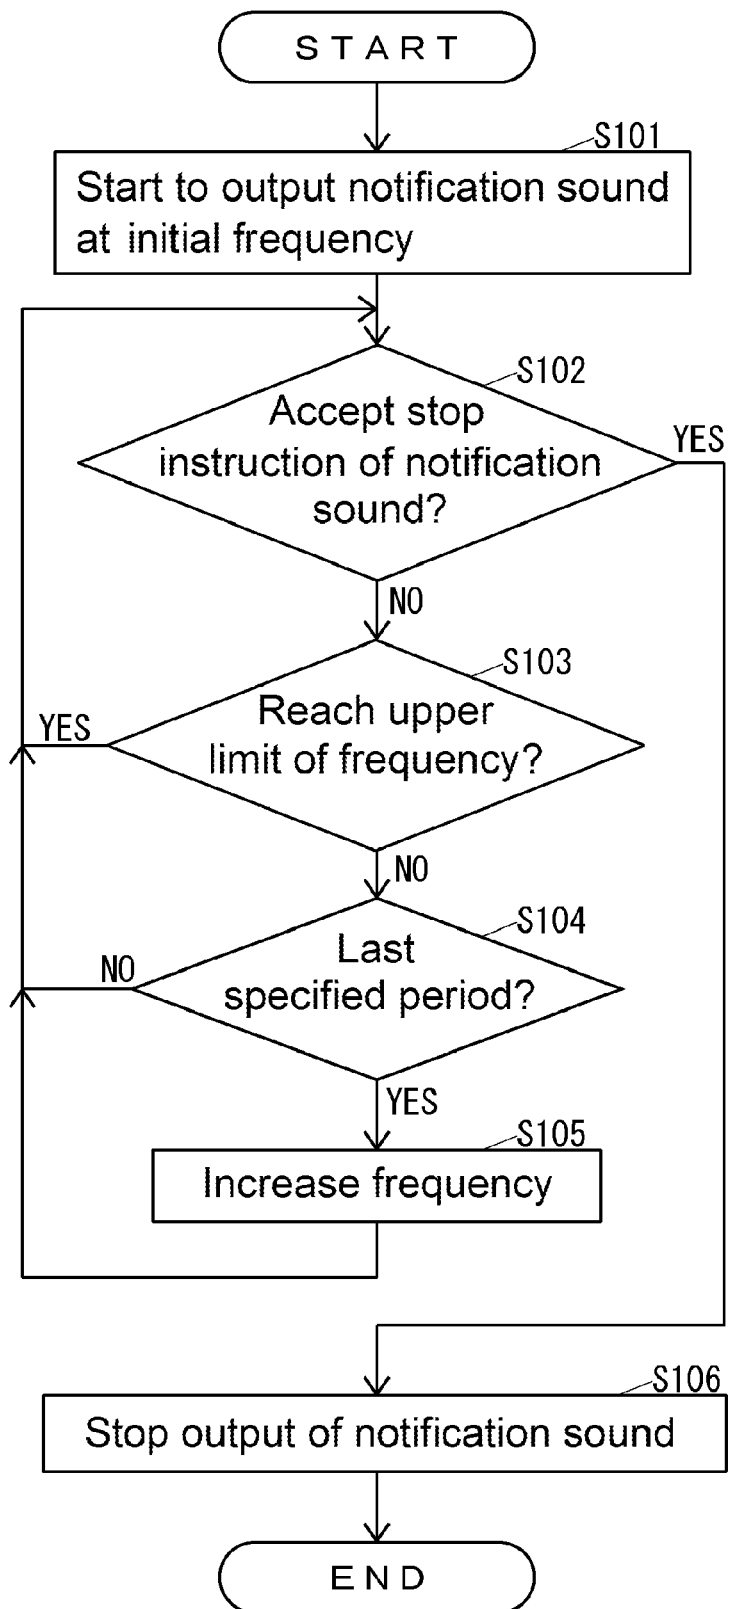 START
S101
Start to output notification sound
at initial frequency
S102
Accept stop
instruction of notification
sound?
YES
NO
S103
Reach upper
limit of frequency?
YES
NO
S104
Last
specified period?
NO
YES
S105
Increase frequency
S106
Stop output of notification sound
END